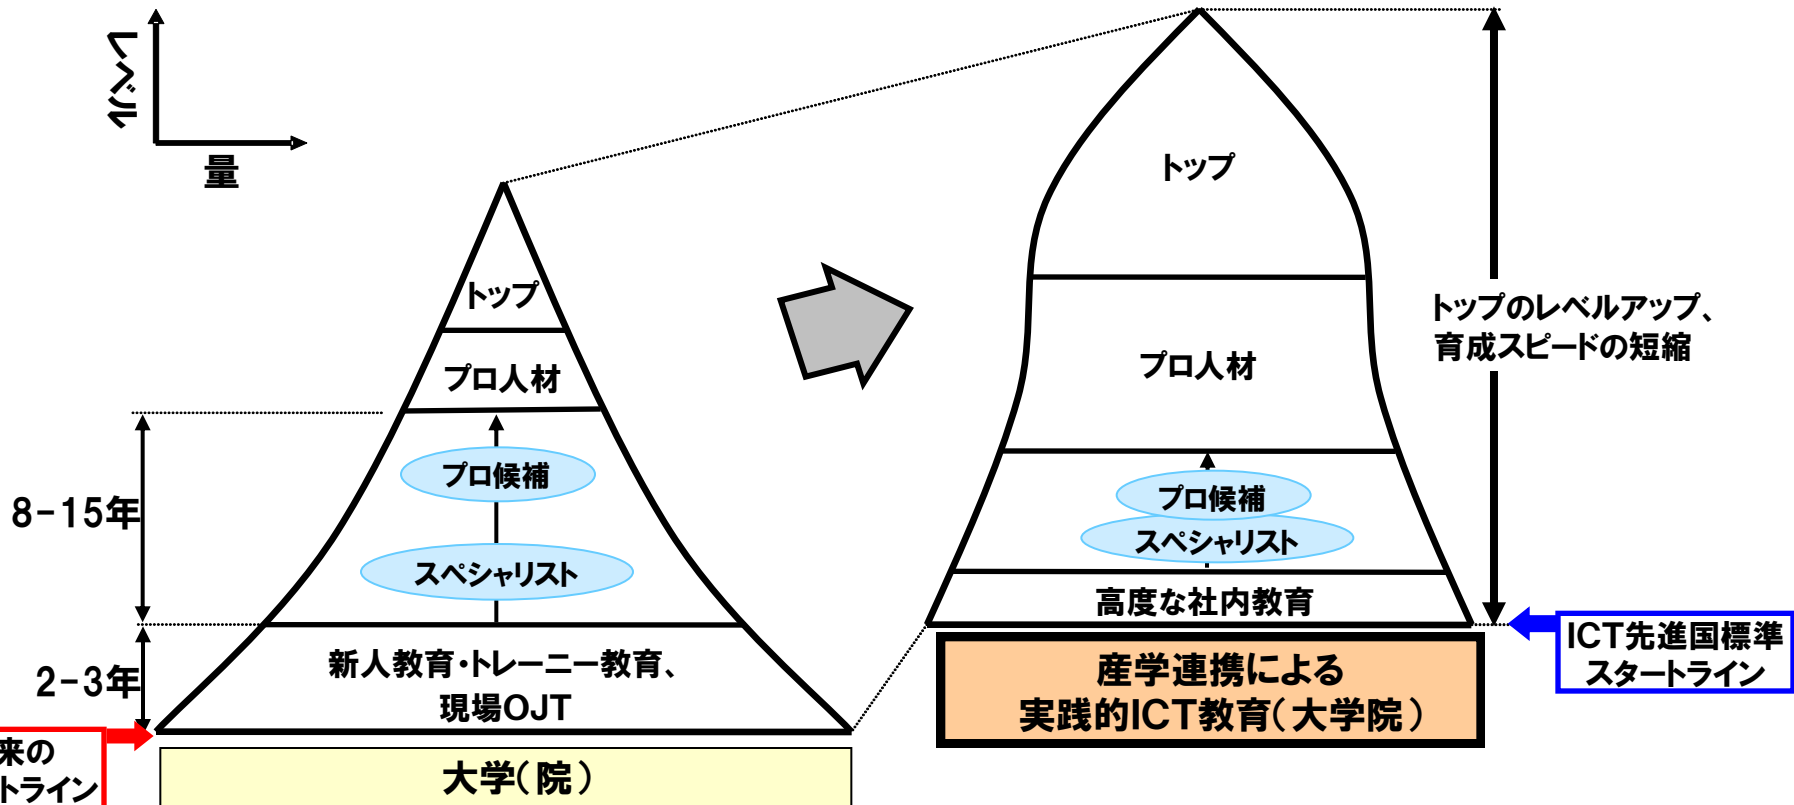 レベル
量
トップ
プロ人材
プロ候補
スペシャリスト
8-15年
2-3年
新人教育・トレーニー教育、
現場OJT
来の
トライン
大学(院)
トップ
プロ人材
プロ候補
スペシャリスト
高度な社内教育
産学連携による
実践的ICT教育(大学院)
トップのレベルアップ、
育成スピードの短縮
ICT先進国標準
スタートライン